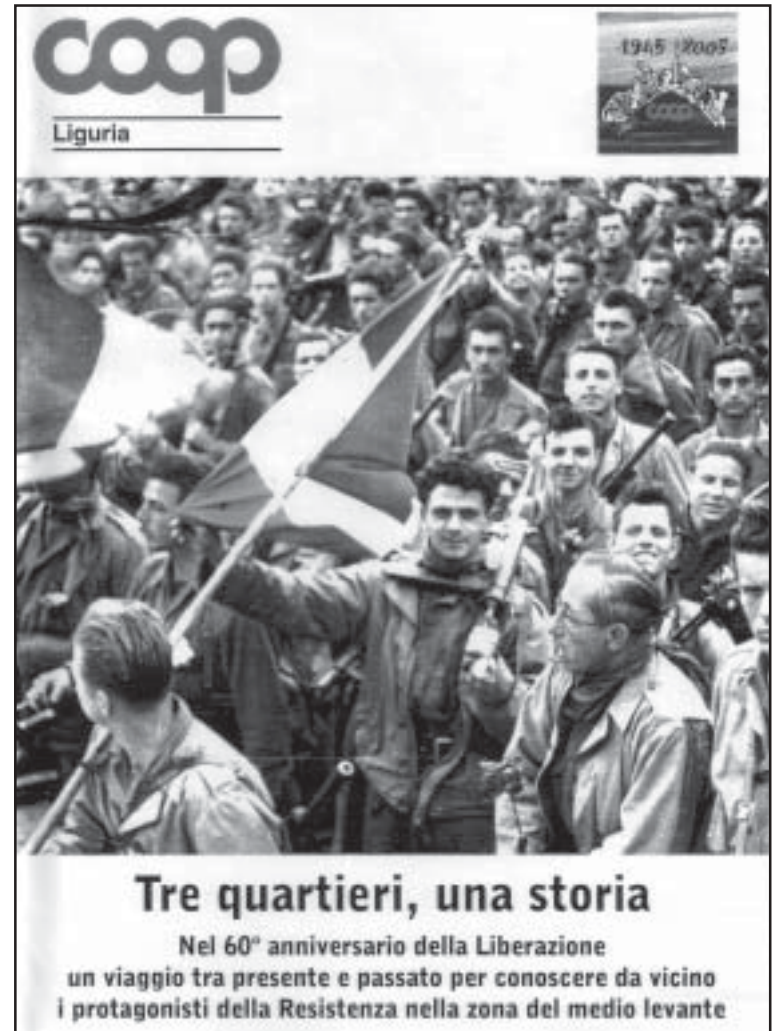 coop
Liguria
1945 2005
coop
Tre quartieri, una storia
Nel 60° anniversario della Liberazione
un viaggio tra presente e passato per conoscere da vicino
i protagonisti della Resistenza nella zona del medio levante